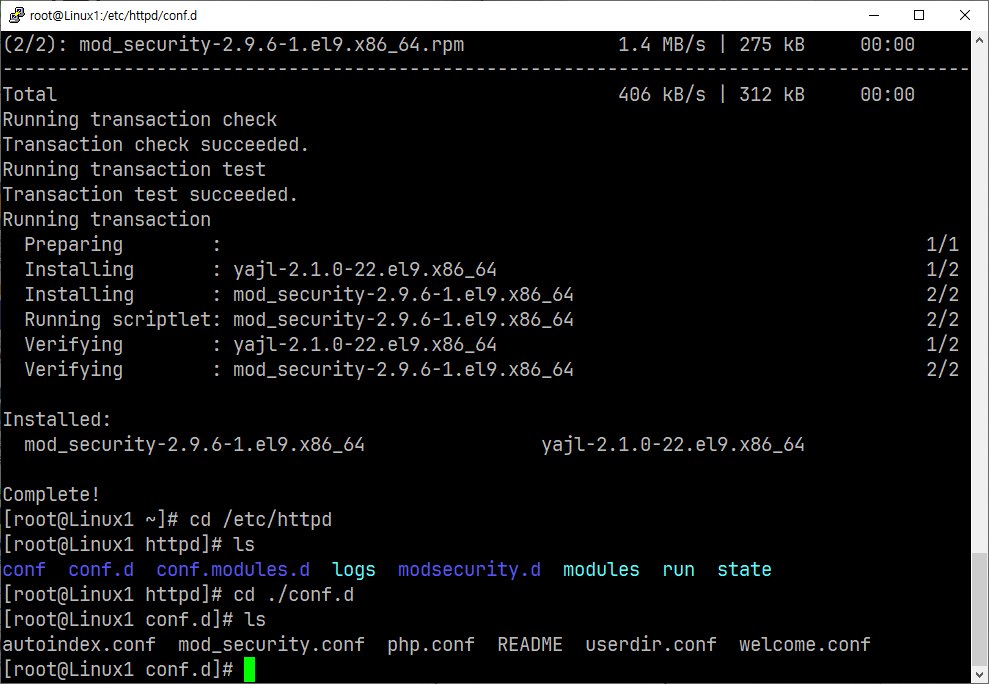 root@Linux1:/etc/httpd/conf.d
(2/2): mod_security-2.9.6-1.el9.x86_64.rpm 1.4 MB/s | 275 kB 00:00
--------------------------------------------------------------------------------
Total 406 kB/s | 312 kB 00:00
Running transaction check
Transaction check succeeded.
Running transaction test
Transaction test succeeded.
Running transaction
Preparing : 1/1
Installing : yajl-2.1.0-22.el9.x86_64 1/2
Installing : mod_security-2.9.6-1.el9.x86_64 2/2
Running scriptlet: mod_security-2.9.6-1.el9.x86_64 2/2
Verifying : yajl-2.1.0-22.el9.x86_64 1/2
Verifying : mod_security-2.9.6-1.el9.x86_64 2/2
Installed:
mod_security-2.9.6-1.el9.x86_64 yajl-2.1.0-22.el9.x86_64
Complete!
[root@Linux1 ~]# cd /etc/httpd
[root@Linux1 httpd]# ls
conf conf.d conf.modules.d logs modsecurity.d modules run state
[root@Linux1 httpd]# cd ./conf.d
[root@Linux1 conf.d]# ls
autoindex.conf mod_security.conf php.conf README userdir.conf welcome.conf
[root@Linux1 conf.d]#